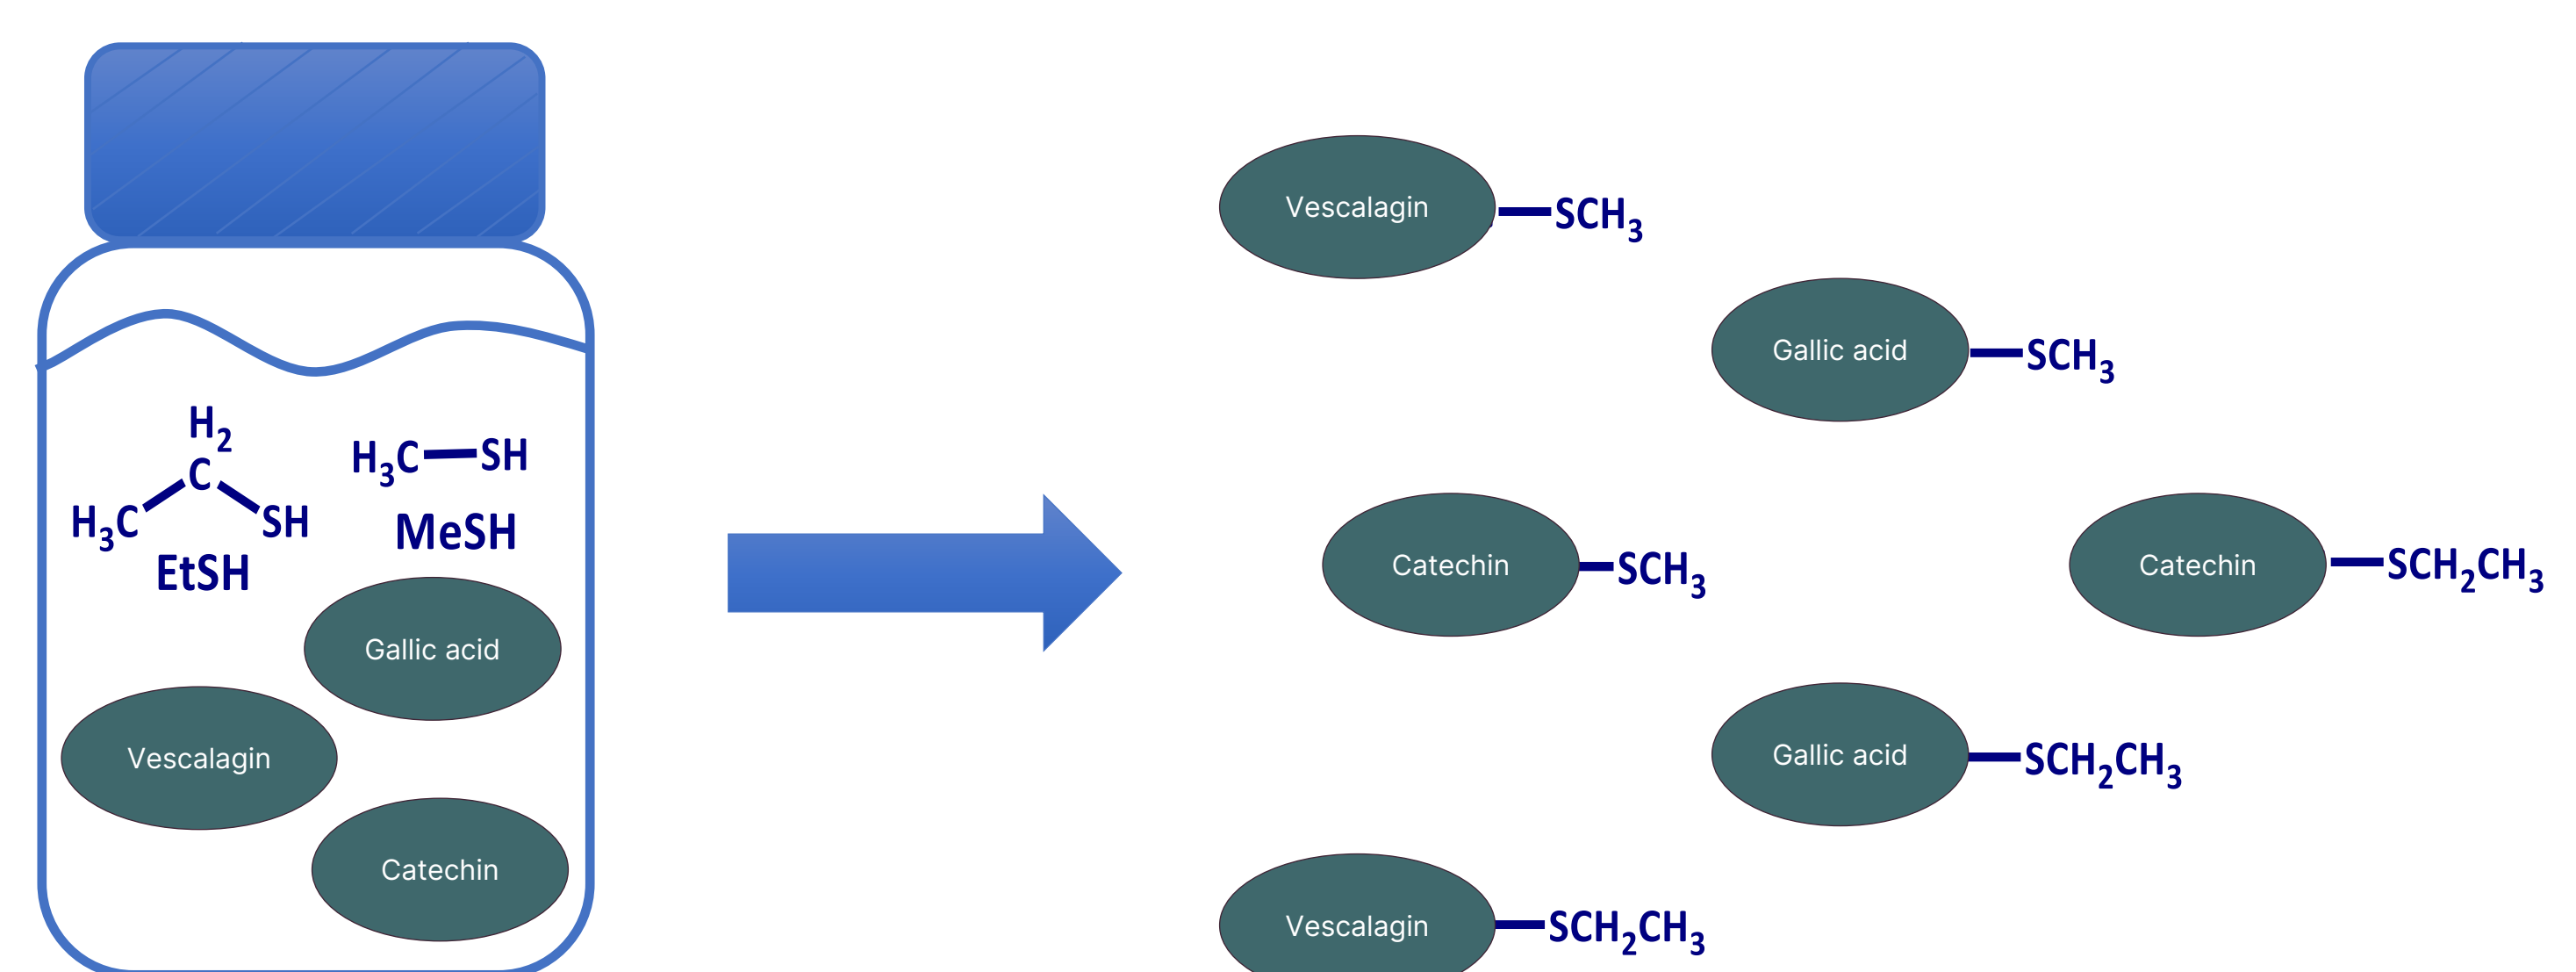 H₂
C
H₃C
SH
EtSH
H₃C
SH
MeSH
Gallic acid
Vescalagin
Catechin
Vescalagin
SCH₃
Gallic acid
SCH₃
Catechin
SCH₃
Catechin
SCH₂CH₃
Gallic acid
SCH₂CH₃
Vescalagin
SCH₂CH₃